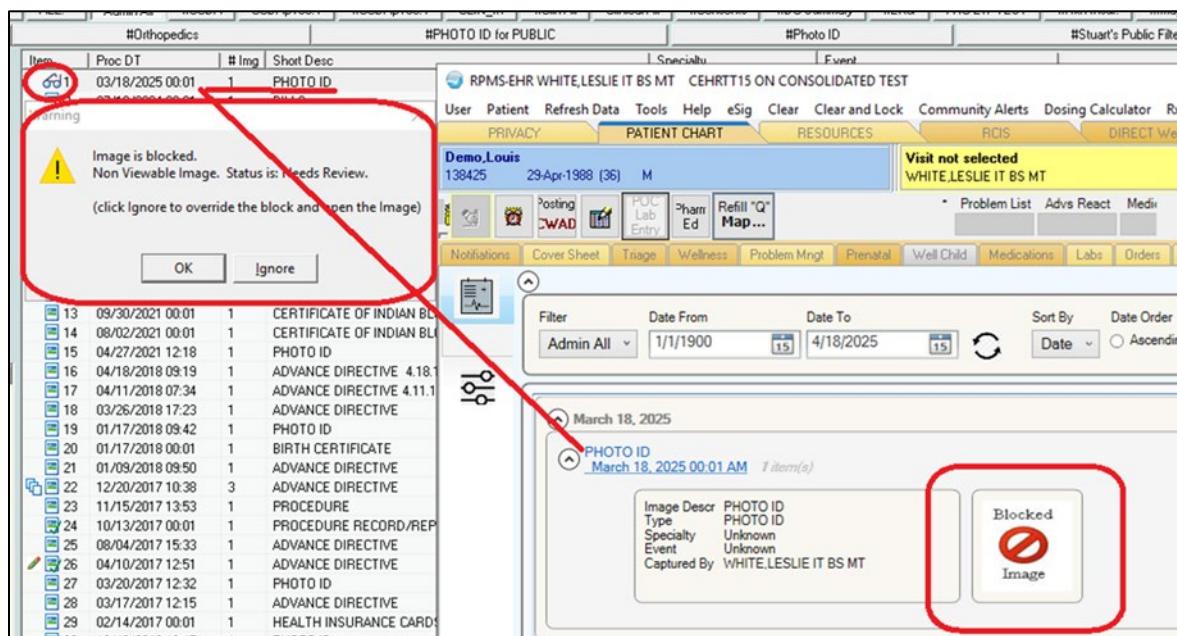 Admin All
#Orthopedics
#PHOTO ID for PUBLIC
#Photo ID
#Stuart's Public Filte
Item Proc DT # Img Short Desc Specialty Event
1 03/18/2025 00:01 1 PHOTO ID
Warning
Image is blocked.
Non Viewable Image. Status is: Needs Review.
(click Ignore to override the block and open the Image)
OK Ignore
13 09/30/2021 00:01 1 CERTIFICATE OF INDIAN BL
14 08/02/2021 00:01 1 CERTIFICATE OF INDIAN BL
15 04/27/2021 12:18 1 PHOTO ID
16 04/18/2018 09:19 1 ADVANCE DIRECTIVE 4.18.1
17 04/11/2018 07:34 1 ADVANCE DIRECTIVE 4.11.1
18 03/26/2018 17:23 1 ADVANCE DIRECTIVE
19 01/17/2018 09:42 1 PHOTO ID
20 01/17/2018 00:01 1 BIRTH CERTIFICATE
21 01/09/2018 09:50 1 ADVANCE DIRECTIVE
22 12/20/2017 10:38 3 ADVANCE DIRECTIVE
23 11/15/2017 13:53 1 PROCEDURE
24 10/13/2017 00:01 1 PROCEDURE RECORD/REP
25 08/04/2017 15:33 1 ADVANCE DIRECTIVE
26 04/10/2017 12:51 1 ADVANCE DIRECTIVE
27 03/20/2017 12:32 1 PHOTO ID
28 03/17/2017 12:15 1 ADVANCE DIRECTIVE
29 02/14/2017 00:01 1 HEALTH INSURANCE CARDS
RPMS-EHR WHITE,LESLIE IT BS MT CEHRTT15 ON CONSOLIDATED TEST
User Patient Refresh Data Tools Help eSig Clear Clear and Lock Community Alerts Dosing Calculator
PRIVACY PATIENT CHART RESOURCES RCIS DIRECT We
Demo,Louis
138425 29-Apr-1988 (36) M
Visit not selected
WHITE,LESLIE IT BS MT
Posting
CWAD
POC
Lab
Entry
Pharm
Ed
Refill "Q"
Map...
Problem List Advs React Medi
Notifiations Cover Sheet Triage Wellness Problem Mngt Prenatal Well Child Medications Labs Orders
Filter Date From Date To Sort By Date Order
Admin All 1/1/1900 15 4/18/2025 15 Date Ascendin
March 18, 2025
PHOTO ID
March 18, 2025 00:01 AM 1 item(s)
Image Descr PHOTO ID
Type PHOTO ID
Specialty Unknown
Event Unknown
Captured By WHITE,LESLIE IT BS MT
Blocked
Image